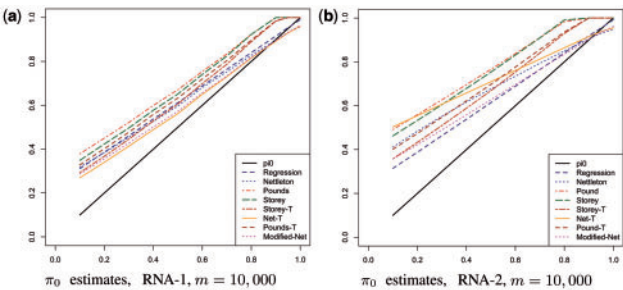 (a)
1.0
0.8
0.6
0.4
0.2
0.0
pi0
Regression
Nettleton
Pounds
Storey
Storey-T
Net-T
Pounds-T
Modified-Net
0.0 0.2 0.4 0.6 0.8 1.0
π₀ estimates, RNA-1, m = 10, 000
(b)
1.0
0.8
0.6
0.4
0.2
0.0
pi0
Regression
Nettleton
Pound
Storey
Storey-T
Net-T
Pound-T
Modified-Net
0.0 0.2 0.4 0.6 0.8 1.0
π₀ estimates, RNA-2, m = 10, 000